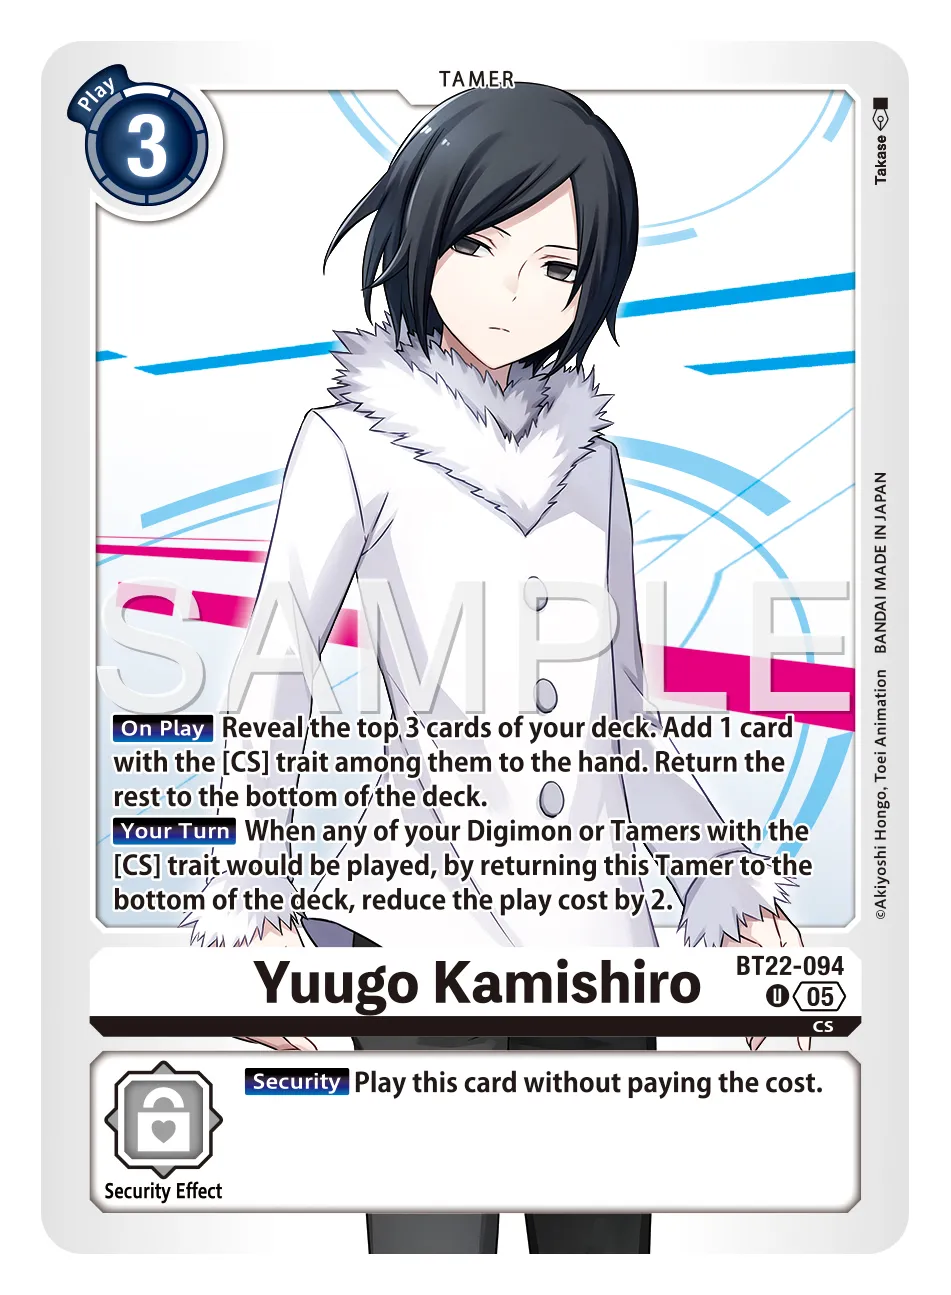 TAMER
Play
3
Takase
SAMPLE
On Play Reveal the top 3 cards of your deck. Add 1 card
with the [CS] trait among them to the hand. Return the
rest to the bottom of the deck.
Your Turn When any of your Digimon or Tamers with the
[CS] trait would be played, by returning this Tamer to the
bottom of the deck, reduce the play cost by 2.
©Akiyoshi Hongo, Toei Animation BANDAI MADE IN JAPAN
Yuugo Kamishiro
BT22-094
U 05
CS
Security Play this card without paying the cost.
Security Effect